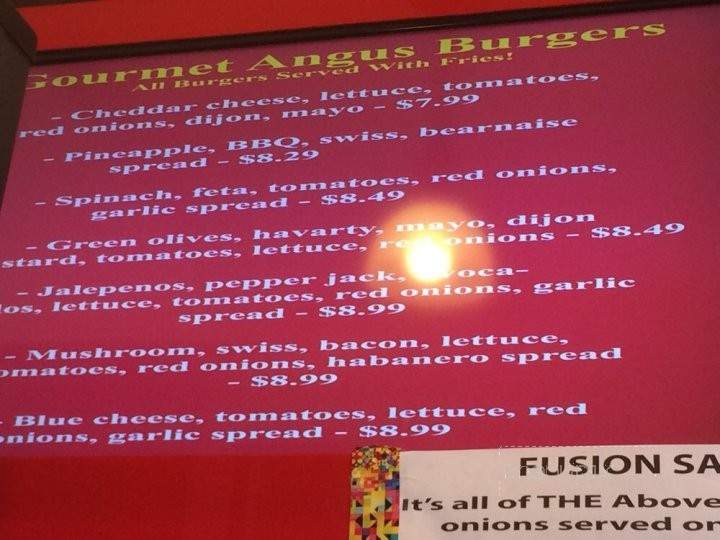 Gourmet Angus Burgers
All Burgers Served With Fries!
- Cheddar cheese, lettuce, tomatoes,
red onions, dijon, mayo - $7.99
- Pineapple, BBQ, swiss, bearnaise
spread - $8.29
- Spinach, feta, tomatoes, red onions,
garlic spread - $8.49
- Green olives, havarty, mayo, dijon
stard, tomatoes, lettuce, re onions - $8.49
- Jalepenos, pepper jack, voca-
los, lettuce, tomatoes, red onions, garlic
spread - $8.99
- Mushroom, swiss, bacon, lettuce,
omatoes, red onions, habanero spread
- $8.99
- Blue cheese, tomatoes, lettuce, red
onions, garlic spread - $8.99
FUSION SA
It's all of THE Above
onions served or